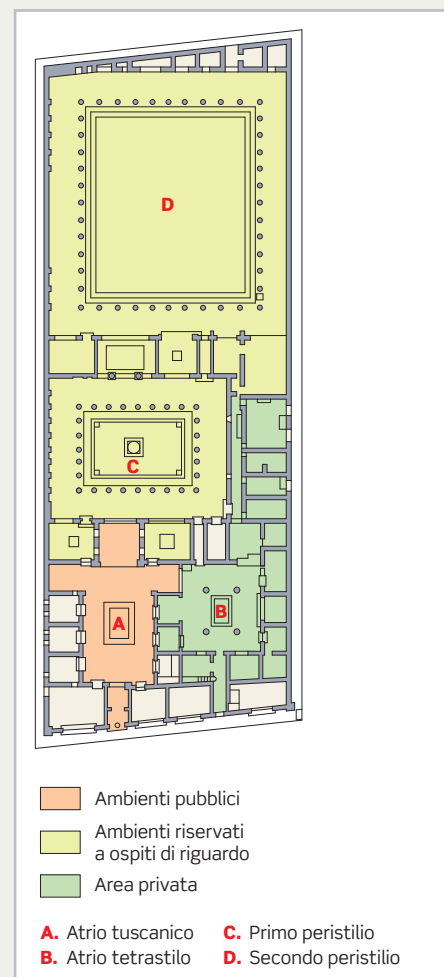 D
C
A
B
Ambienti pubblici
Ambienti riservati
a ospiti di riguardo
Area privata
A. Atrio tuscanico
B. Atrio tetrastilo
C. Primo peristilio
D. Secondo peristilio